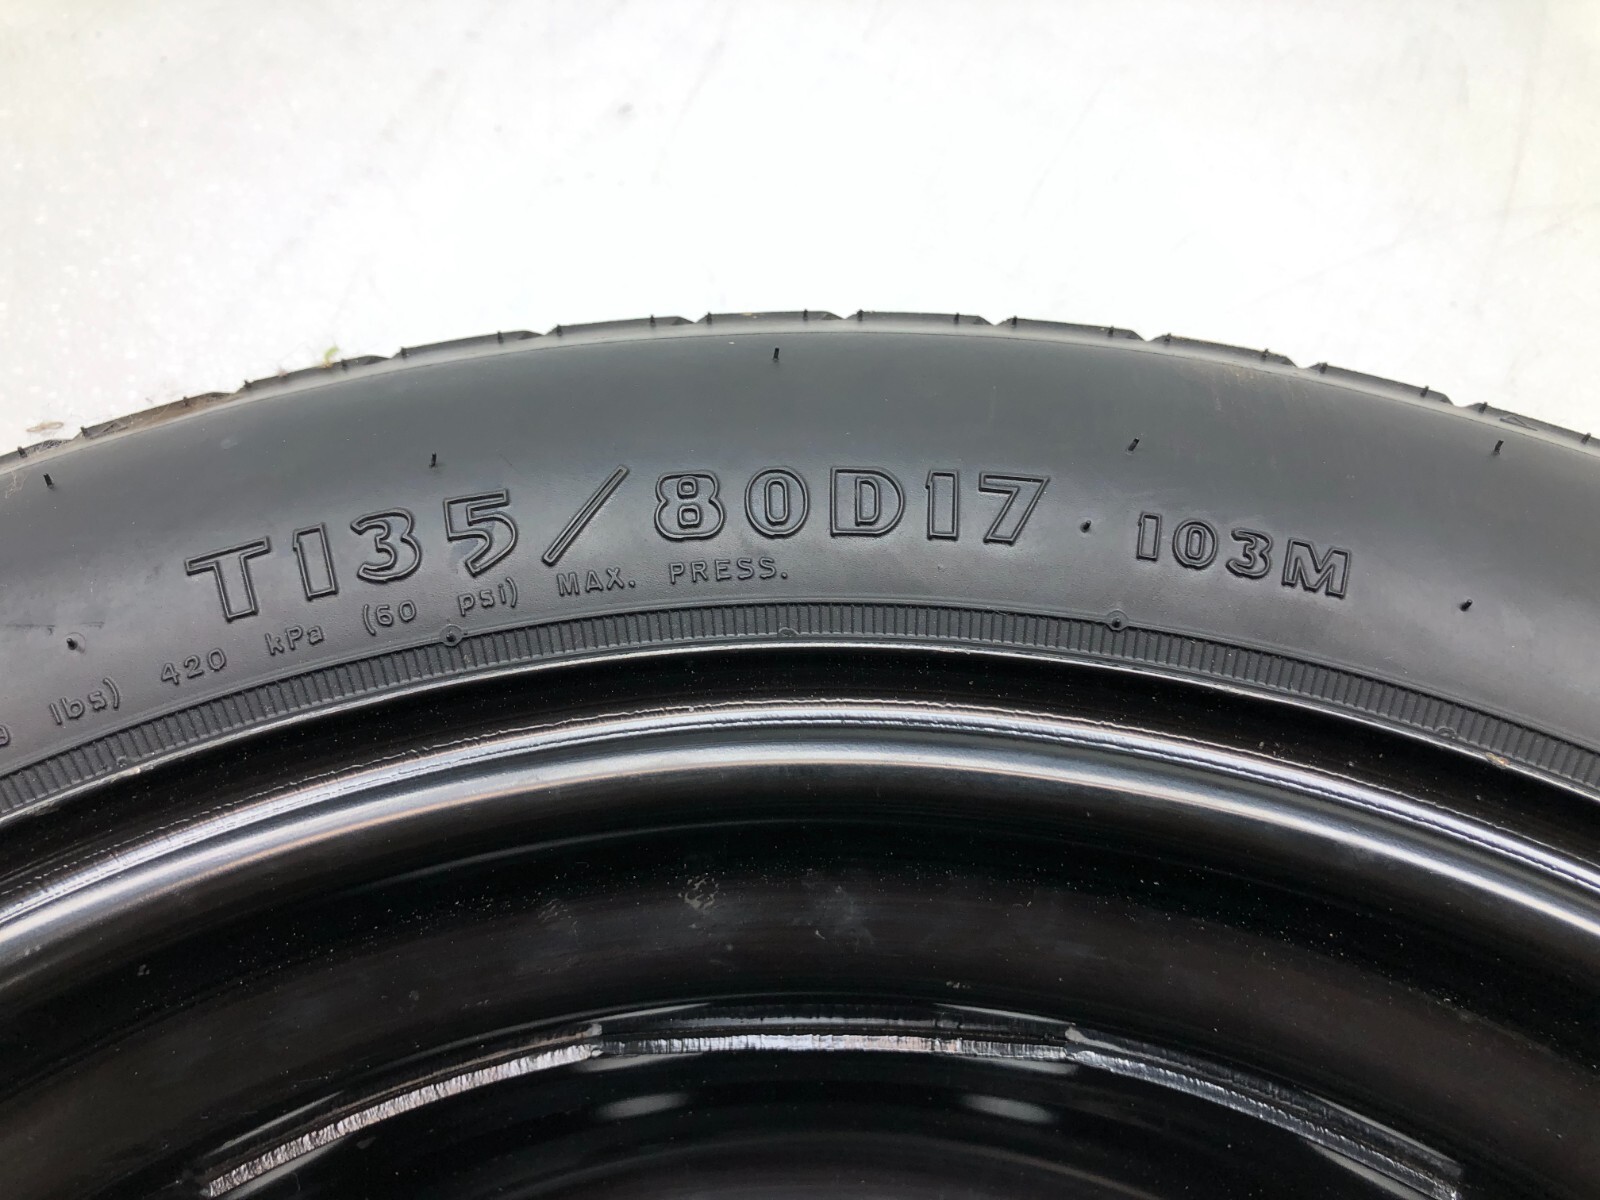 T135/80D17 103M
lbs) 420 kPa (60 psi) MAX. PRESS.